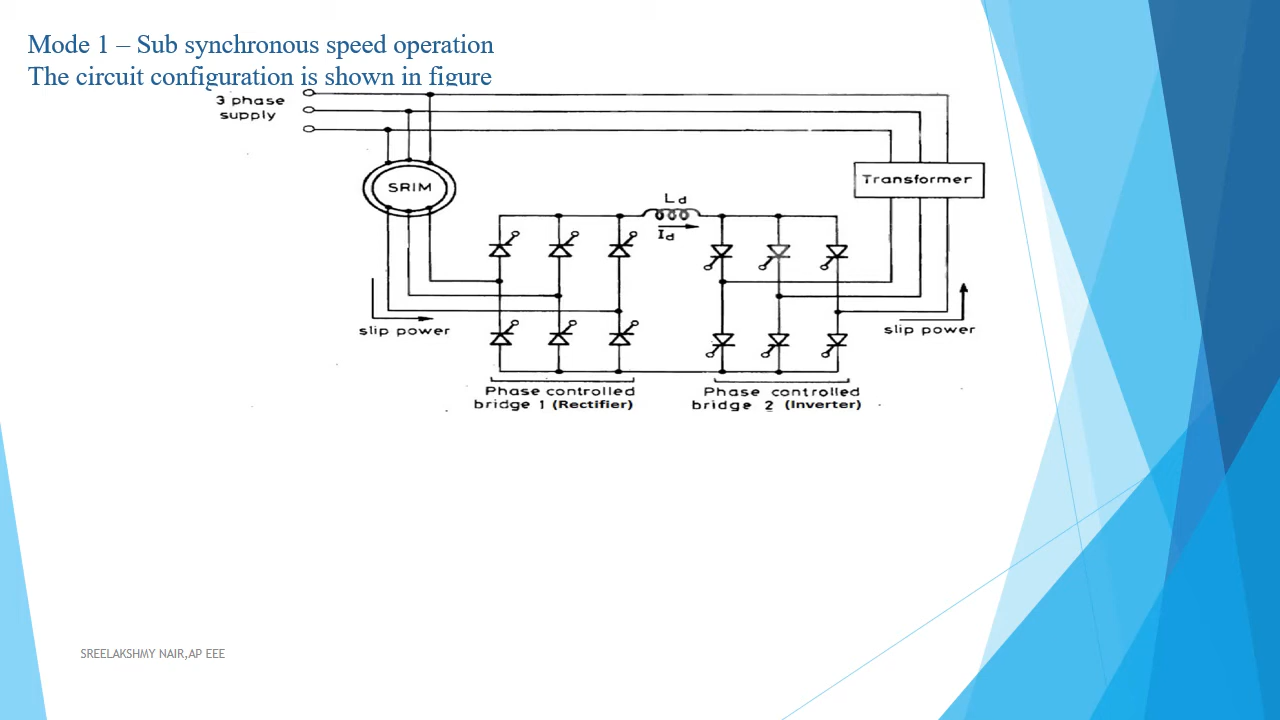 Mode 1 – Sub synchronous speed operation
The circuit configuration is shown in figure
3 phase
supply
SRIM
Transformer
Ld
Id
slip power
slip power
Phase controlled
bridge 1 (Rectifier)
Phase controlled
bridge 2 (Inverter)
SREELAKSHMY NAIR,AP EEE